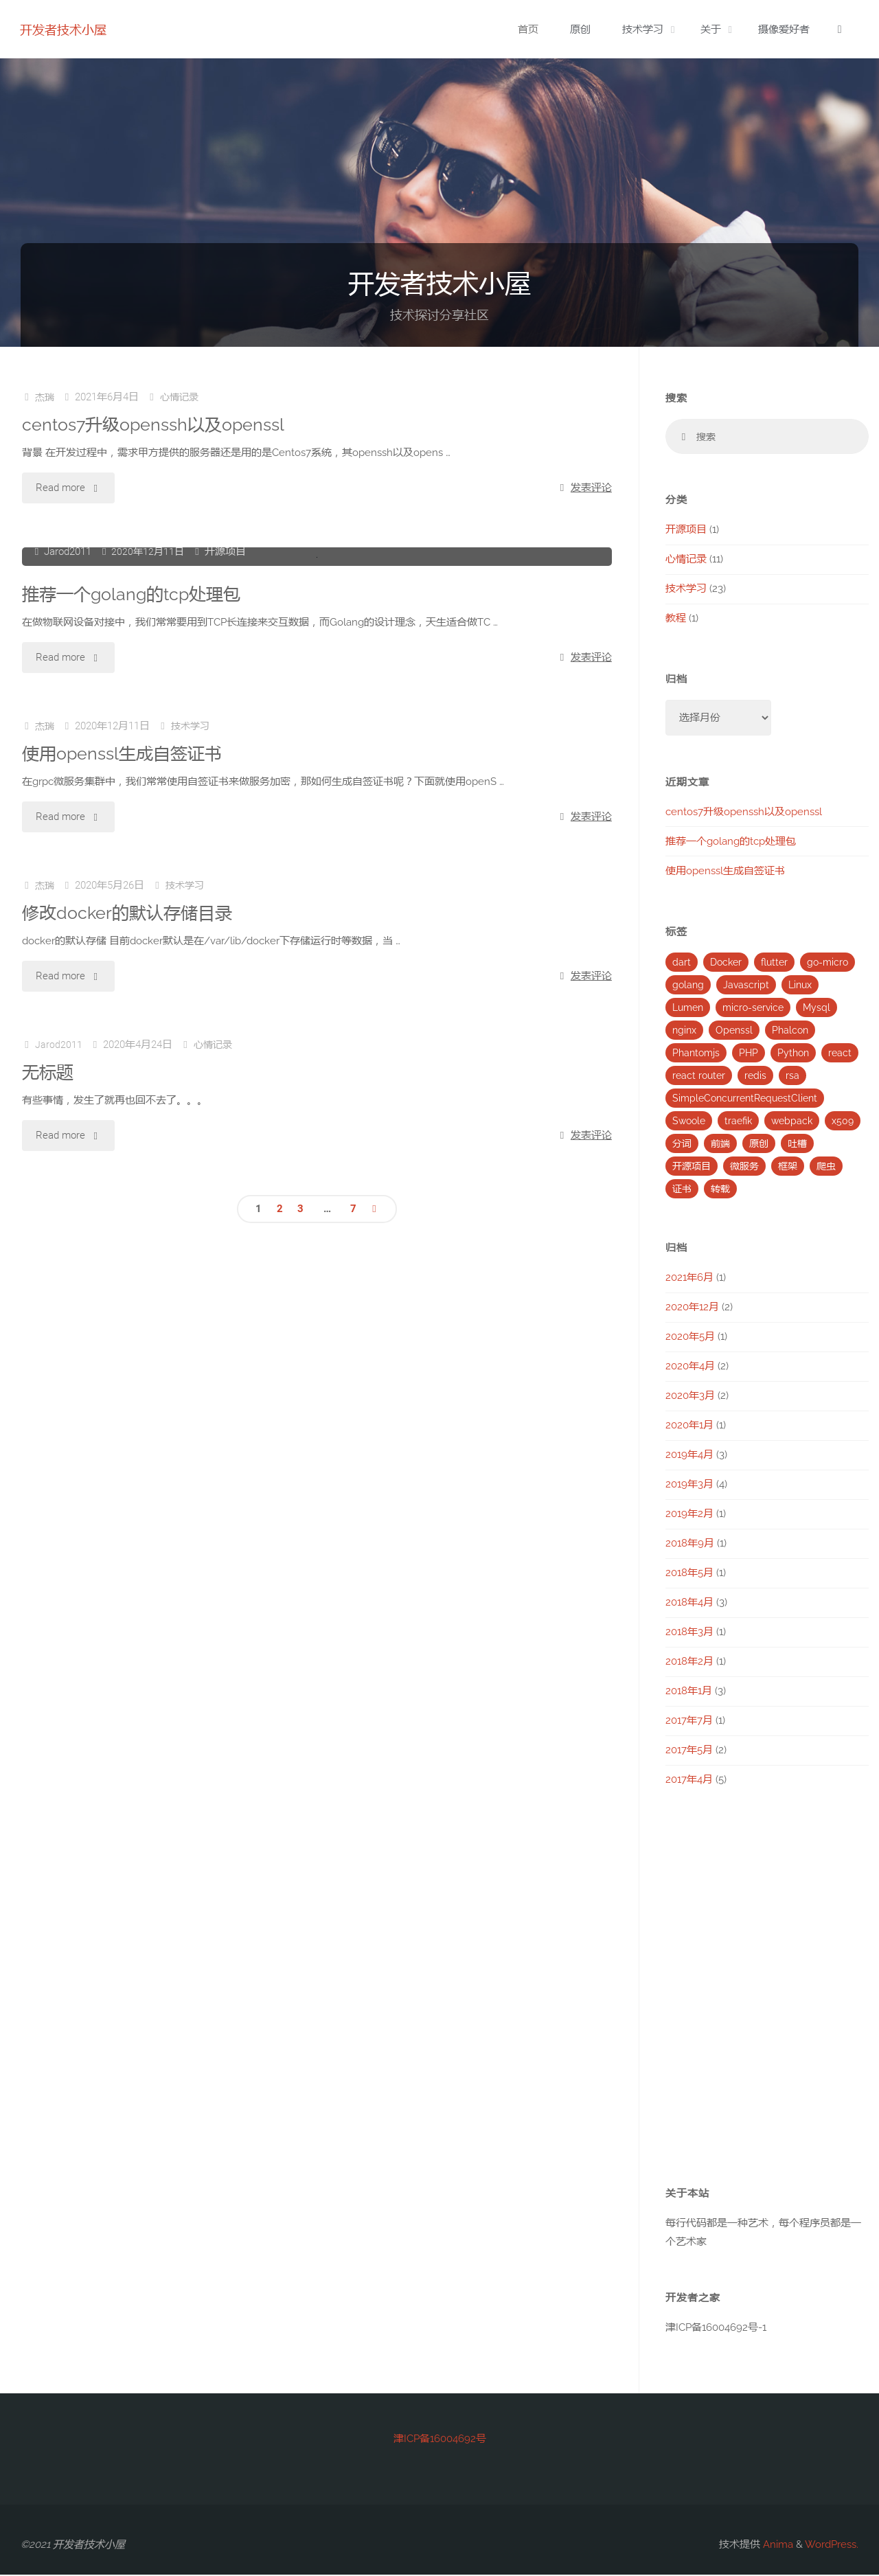 开发者技术小屋
首页 原创 技术学习 关于 摄像爱好者
开发者技术小屋
技术探讨分享社区
杰瑞 2021年6月4日 心情记录
centos7升级openssh以及openssl
背景 在开发过程中，需求甲方提供的服务器还是用的是Centos7系统，其openssh以及opens ...
Read more 发表评论
Jarod2011 2020年12月11日 开源项目
推荐一个golang的tcp处理包
在做物联网设备对接中，我们常常要用到TCP长连接来交互数据，而Golang的设计理念，天生适合做TC ...
Read more 发表评论
杰瑞 2020年12月11日 技术学习
使用openssl生成自签证书
在grpc微服务集群中，我们常常使用自签证书来做服务加密，那如何生成自签证书呢？下面就使用openS ...
Read more 发表评论
杰瑞 2020年5月26日 技术学习
修改docker的默认存储目录
docker的默认存储 目前docker默认是在/var/lib/docker下存储运行时等数据，当 ...
Read more 发表评论
Jarod2011 2020年4月24日 心情记录
无标题
有些事情，发生了就再也回不去了。。。
Read more 发表评论
1 2 3 … 7
搜索
搜索
分类
开源项目 (1)
心情记录 (11)
技术学习 (23)
教程 (1)
归档
选择月份
近期文章
centos7升级openssh以及openssl
推荐一个golang的tcp处理包
使用openssl生成自签证书
标签
dart Docker flutter go-micro
golang Javascript Linux
Lumen micro-service Mysql
nginx Openssl Phalcon
Phantomjs PHP Python react
react router redis rsa
SimpleConcurrentRequestClient
Swoole traefik webpack x509
分词 前端 原创 吐槽
开源项目 微服务 框架 爬虫
证书 转载
归档
2021年6月 (1)
2020年12月 (2)
2020年5月 (1)
2020年4月 (2)
2020年3月 (2)
2020年1月 (1)
2019年4月 (3)
2019年3月 (4)
2019年2月 (1)
2018年9月 (1)
2018年5月 (1)
2018年4月 (3)
2018年3月 (1)
2018年2月 (1)
2018年1月 (3)
2017年7月 (1)
2017年5月 (2)
2017年4月 (5)
关于本站
每行代码都是一种艺术，每个程序员都是一
个艺术家
开发者之家
津ICP备16004692号-1
津ICP备16004692号
©2021 开发者技术小屋
技术提供 Anima & WordPress.